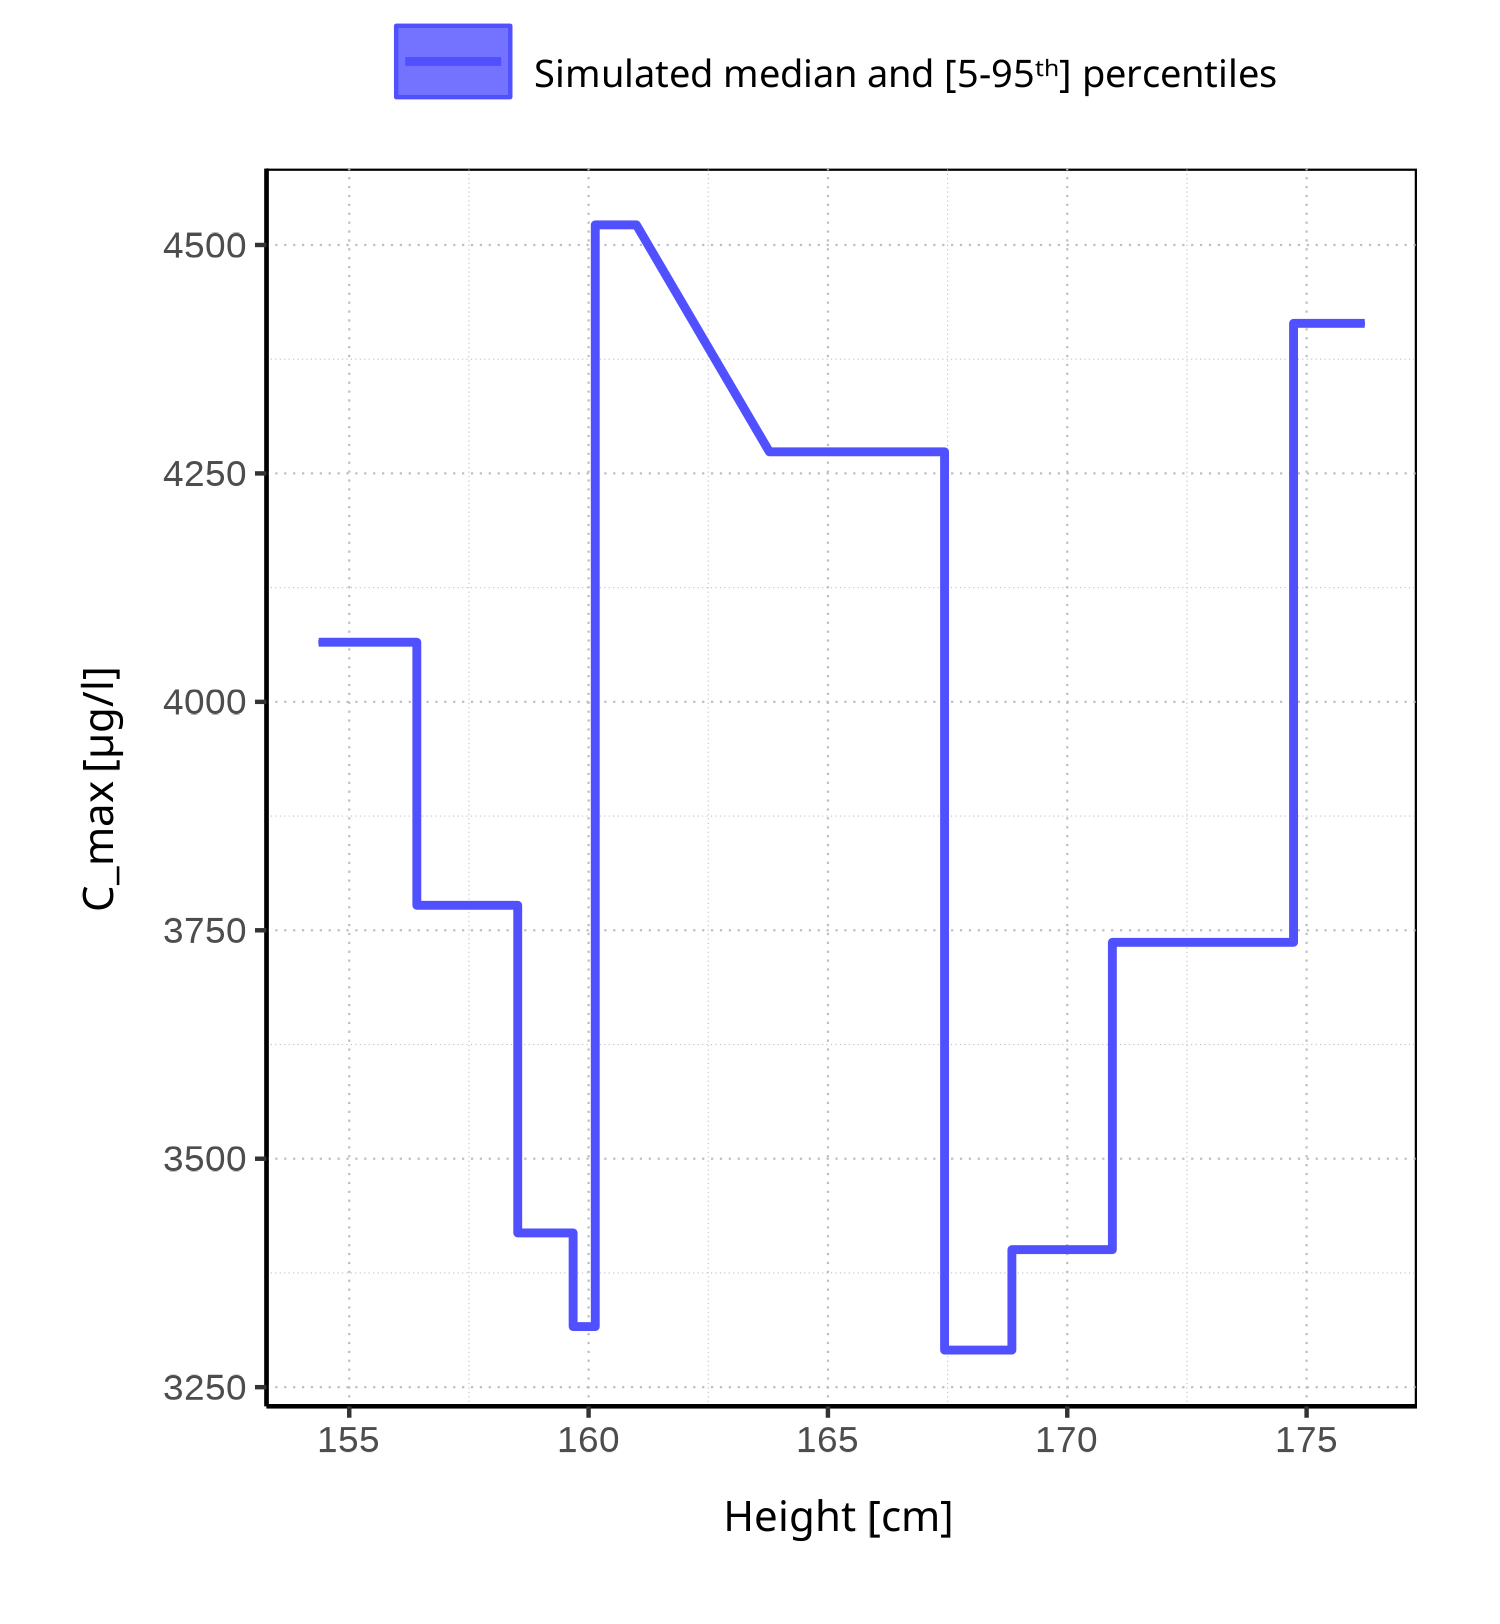 Simulated median and [5-95ᵗʰ] percentiles
4500
4250
4000
3750
3500
3250
C_max [µg/l]
155 160 165 170 175
Height [cm]